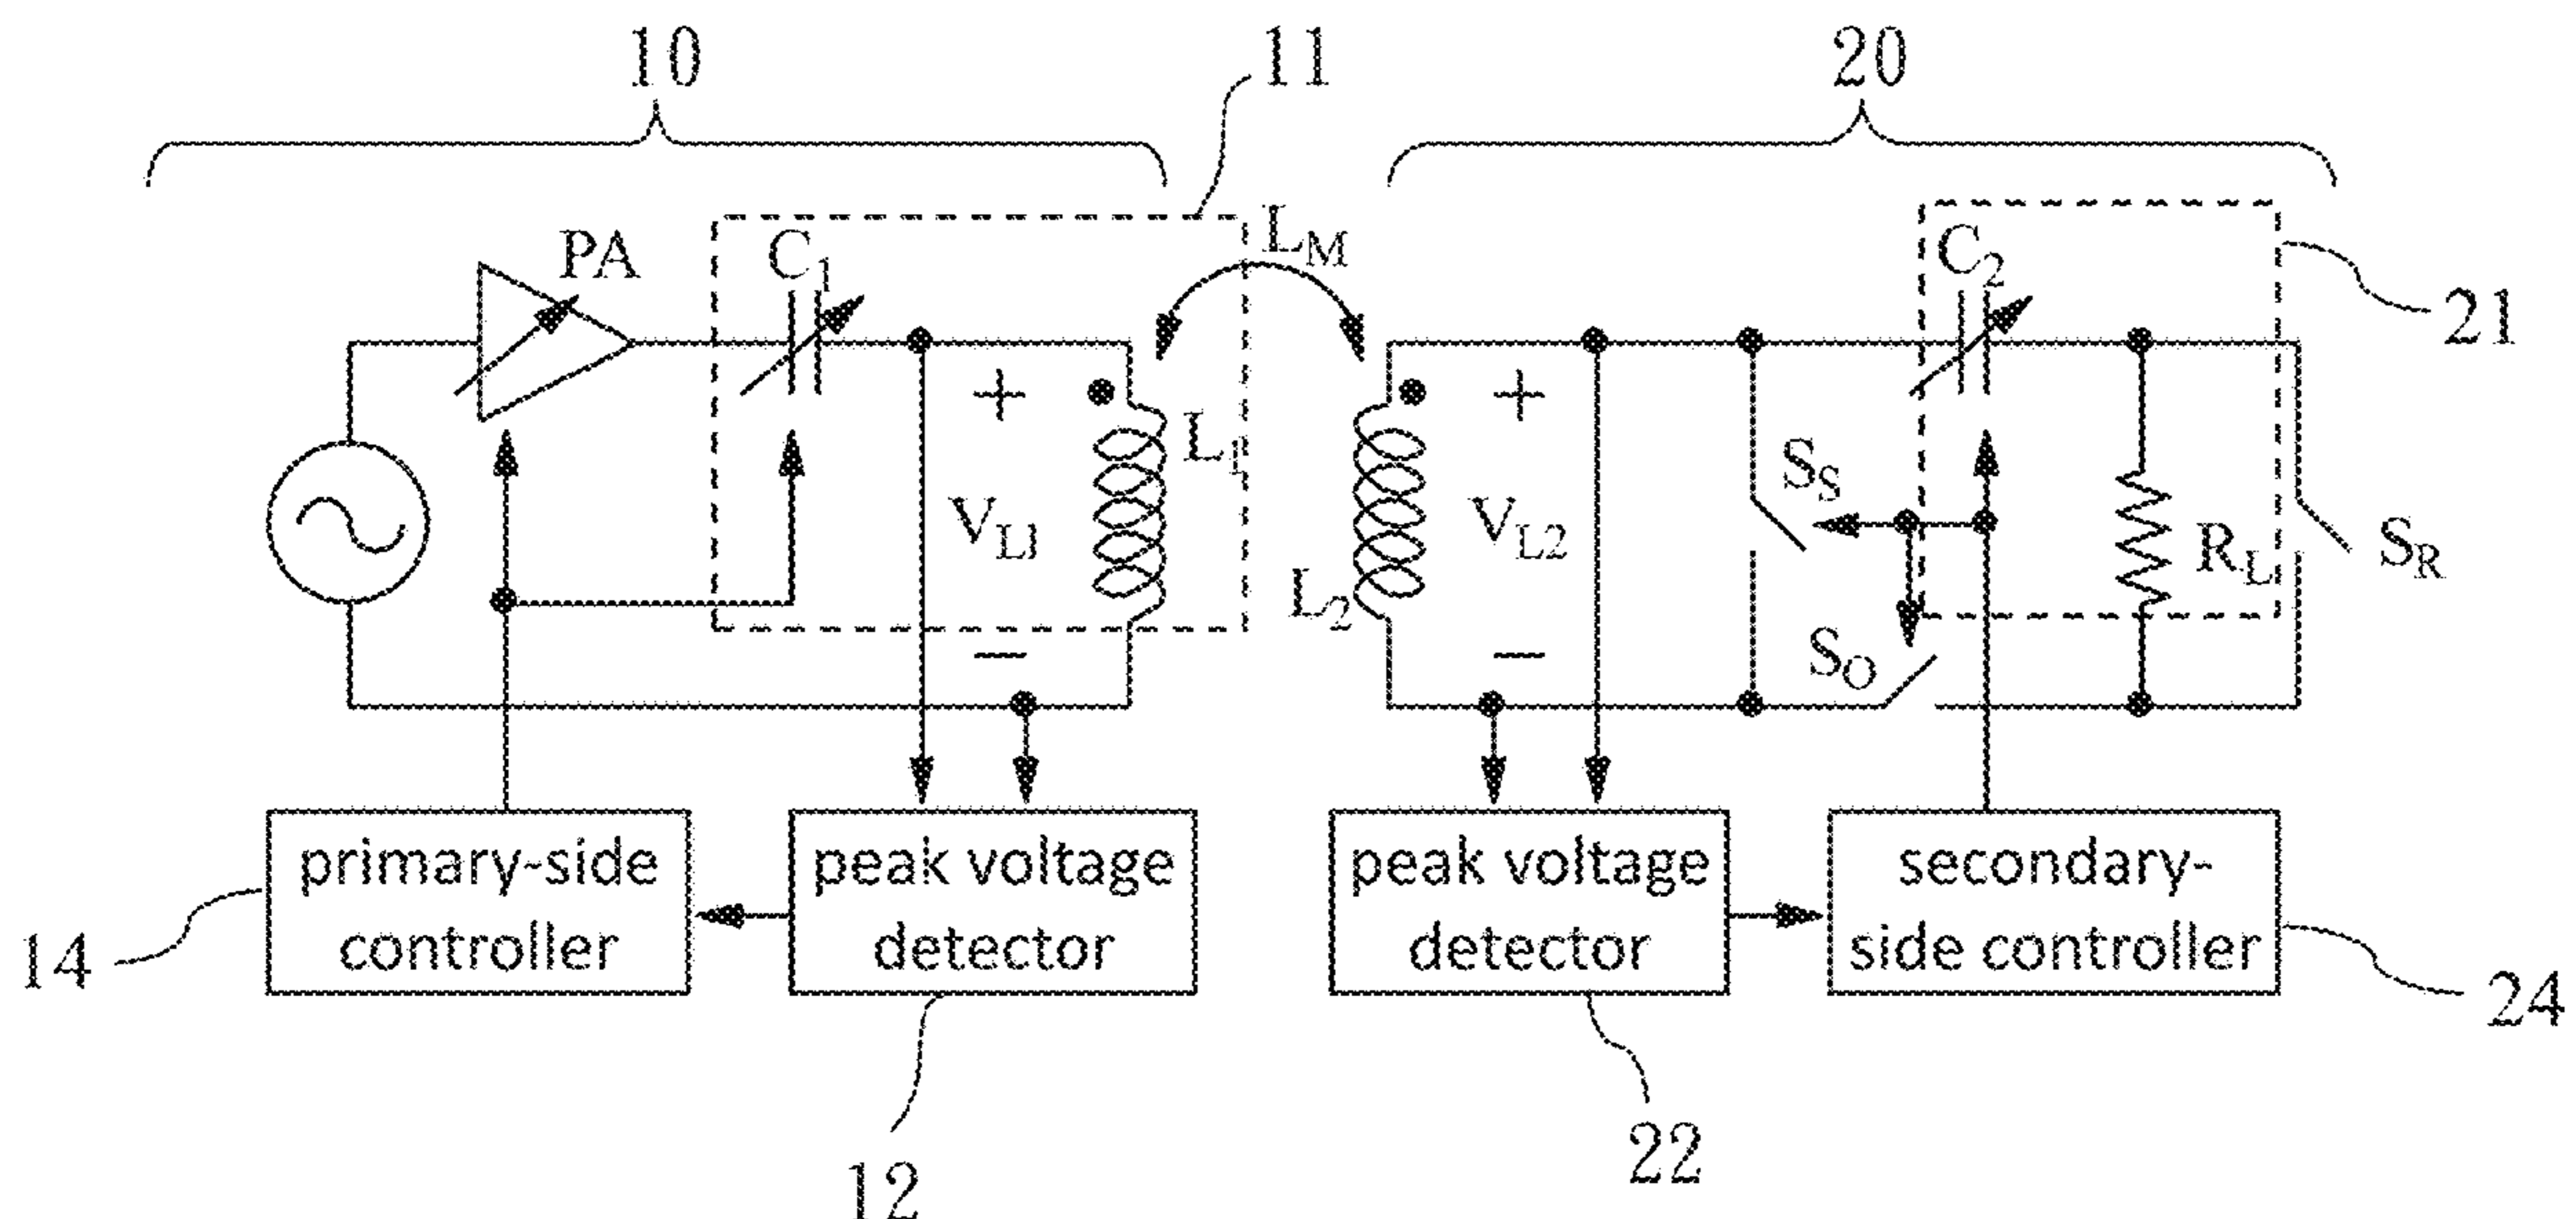 10
11
20
PA
C1
LM
C2
21
+
+
L1
SS
VL1
VL2
RL
SR
L2
−
−
SO
primary-side
controller
peak voltage
detector
peak voltage
detector
secondary-
side controller
14
24
12
22